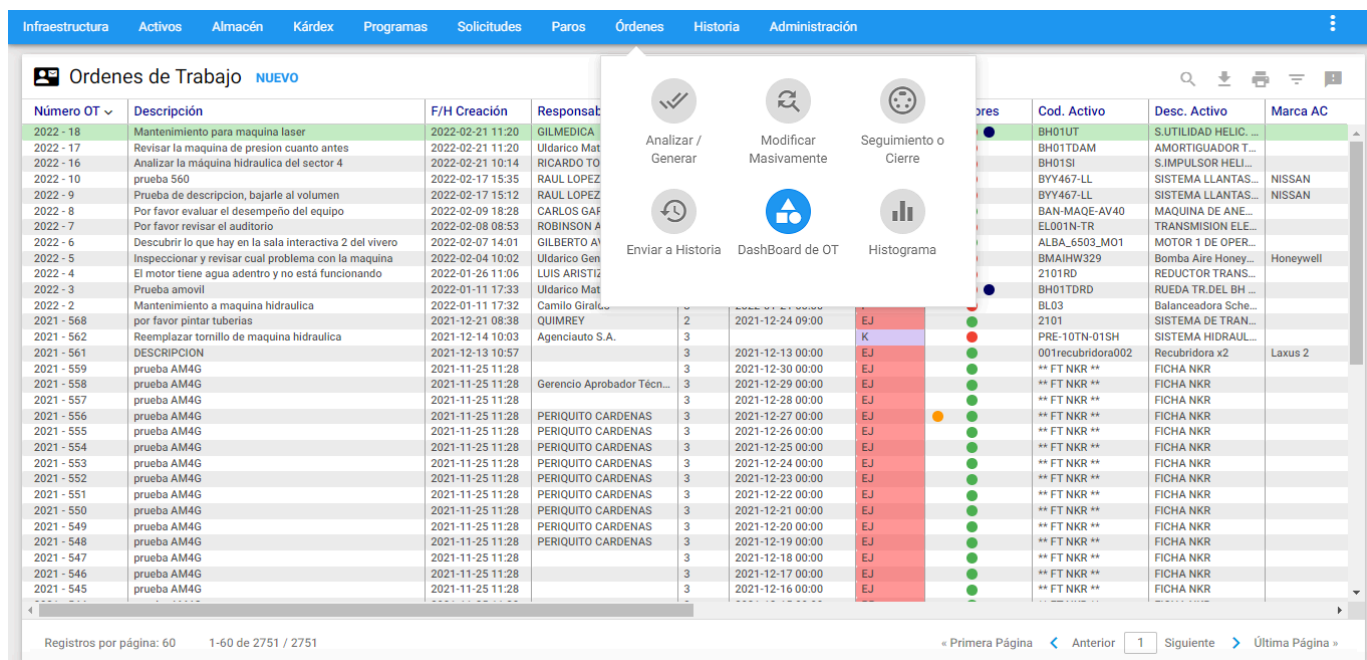 Infraestructura Activos Almacén Kárdex Programas Solicitudes Paros Órdenes Historia Administración
Ordenes de Trabajo NUEVO
Analizar / Generar
Modificar Masivamente
Seguimiento o Cierre
Enviar a Historia
DashBoard de OT
Histograma
Número OT Descripción F/H Creación Cod. Activo Desc. Activo Marca AC
2022 - 18 Mantenimiento para maquina laser 2022-02-21 11:20 GILMEDICA BH01UT S.UTILIDAD HELIC. ...
2022 - 17 Revisar la maquina de presion cuanto antes 2022-02-21 11:20 Uldarico BH01TDAM AMORTIGUADOR T...
2022 - 16 Analizar la máquina hidraulica del sector 4 2022-02-21 10:14 RICARDO BH01SI S.IMPULSOR HELI...
2022 - 10 prueba 560 2022-02-17 15:35 RAUL LOPEZ BYY467-LL SISTEMA LLANTAS... NISSAN
2022 - 9 Prueba de descripcion, bajarle al volumen 2022-02-17 15:12 RAUL LOPEZ BYY467-LL SISTEMA LLANTAS... NISSAN
2022 - 8 Por favor evaluar el desempeño del equipo 2022-02-09 18:28 CARLOS BAN-MAQE-AV40 MAQUINA DE ANE...
2022 - 7 Por favor revisar el auditorio 2022-02-08 08:53 ROBINSON EL001N-TR TRANSMISION ELE...
2022 - 6 Descubrir lo que hay en la sala interactiva 2 del vivero 2022-02-07 14:01 GILBERTO ALBA_6503_MO1 MOTOR 1 DE OPER...
2022 - 5 Inspeccionar y revisar cual problema con la maquina 2022-02-04 10:02 Uldarico BMAIHW329 Bomba Aire Honey... Honeywell
2022 - 4 El motor tiene agua adentro y no está funcionando 2022-01-26 11:06 LUIS 2101RD REDUCTOR TRANS...
2022 - 3 Prueba amovil 2022-01-11 17:33 Uldarico BH01TDRD RUEDA TR.DEL BH ...
2022 - 2 Mantenimiento a maquina hidraulica 2022-01-11 17:32 Camilo Giraldo BL03 Balanceadora Sche...
2021 - 568 por favor pintar tuberias 2021-12-21 08:38 QUIMREY 2 2021-12-24 09:00 EJ 2101 SISTEMA DE TRAN...
2021 - 562 Reemplazar tornillo de maquina hidraulica 2021-12-14 10:03 Agenciauto S.A. 3 K PRE-10TN-01SH SISTEMA HIDRAUL...
2021 - 561 DESCRIPCION 2021-12-13 10:57 3 2021-12-13 00:00 EJ 001recubridora002 Recubridora x2 Laxus 2
2021 - 559 prueba AM4G 2021-11-25 11:28 3 2021-12-30 00:00 EJ ** FT NKR ** FICHA NKR
2021 - 558 prueba AM4G 2021-11-25 11:28 Gerencio Aprobador Técn... 3 2021-12-29 00:00 EJ ** FT NKR ** FICHA NKR
2021 - 557 prueba AM4G 2021-11-25 11:28 3 2021-12-28 00:00 EJ ** FT NKR ** FICHA NKR
2021 - 556 prueba AM4G 2021-11-25 11:28 PERIQUITO CARDENAS 3 2021-12-27 00:00 EJ ** FT NKR ** FICHA NKR
2021 - 555 prueba AM4G 2021-11-25 11:28 PERIQUITO CARDENAS 3 2021-12-26 00:00 EJ ** FT NKR ** FICHA NKR
2021 - 554 prueba AM4G 2021-11-25 11:28 PERIQUITO CARDENAS 3 2021-12-25 00:00 EJ ** FT NKR ** FICHA NKR
2021 - 553 prueba AM4G 2021-11-25 11:28 PERIQUITO CARDENAS 3 2021-12-24 00:00 EJ ** FT NKR ** FICHA NKR
2021 - 552 prueba AM4G 2021-11-25 11:28 PERIQUITO CARDENAS 3 2021-12-23 00:00 EJ ** FT NKR ** FICHA NKR
2021 - 551 prueba AM4G 2021-11-25 11:28 PERIQUITO CARDENAS 3 2021-12-22 00:00 EJ ** FT NKR ** FICHA NKR
2021 - 550 prueba AM4G 2021-11-25 11:28 PERIQUITO CARDENAS 3 2021-12-21 00:00 EJ ** FT NKR ** FICHA NKR
2021 - 549 prueba AM4G 2021-11-25 11:28 PERIQUITO CARDENAS 3 2021-12-20 00:00 EJ ** FT NKR ** FICHA NKR
2021 - 548 prueba AM4G 2021-11-25 11:28 PERIQUITO CARDENAS 3 2021-12-19 00:00 EJ ** FT NKR ** FICHA NKR
2021 - 547 prueba AM4G 2021-11-25 11:28 3 2021-12-18 00:00 EJ ** FT NKR ** FICHA NKR
2021 - 546 prueba AM4G 2021-11-25 11:28 3 2021-12-17 00:00 EJ ** FT NKR ** FICHA NKR
2021 - 545 prueba AM4G 2021-11-25 11:28 3 2021-12-16 00:00 EJ ** FT NKR ** FICHA NKR
Registros por página: 60 1-60 de 2751 / 2751 « Primera Página Anterior 1 Siguiente Última Página »